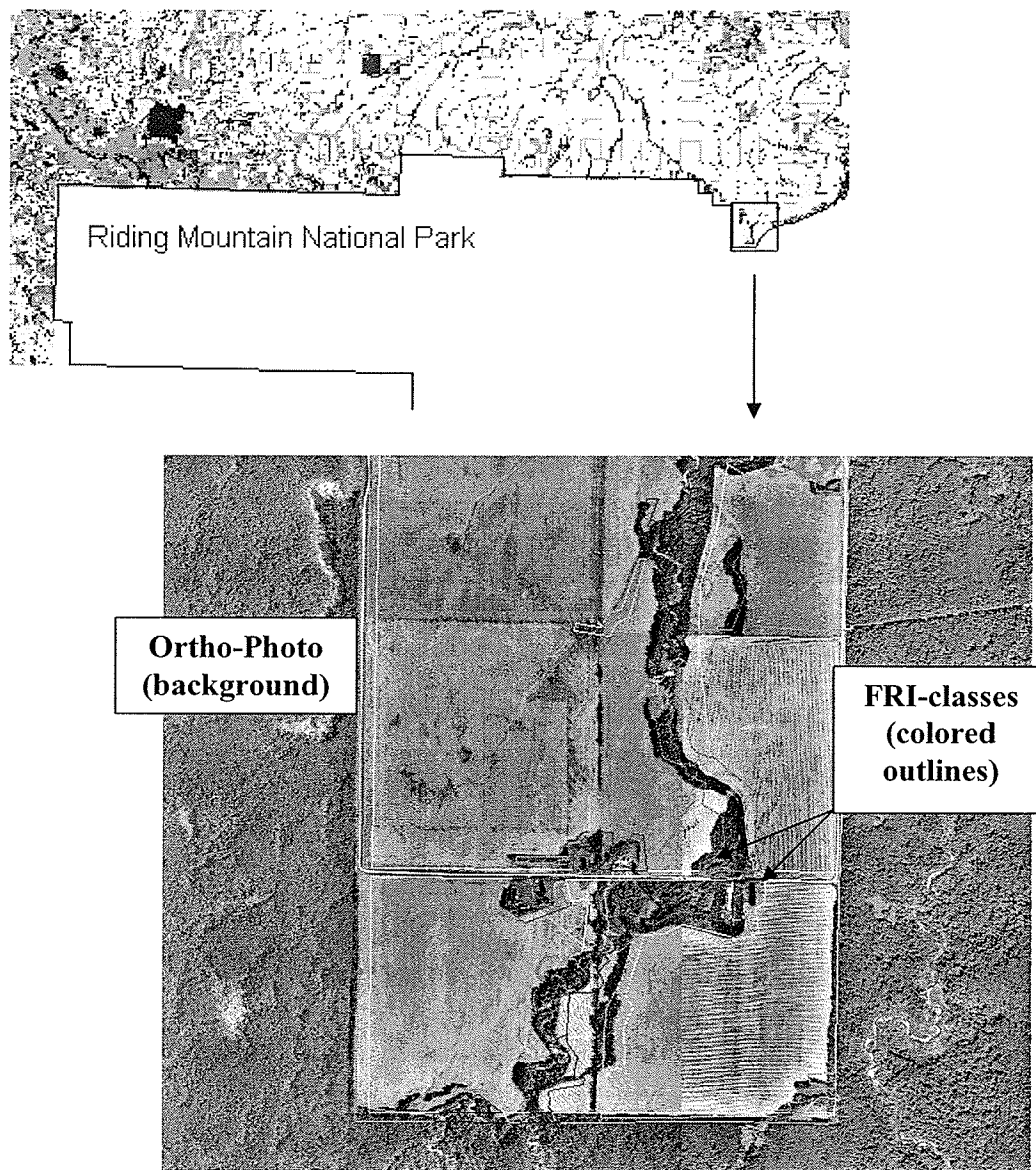 Riding Mountain National Park
Ortho-Photo
(background)
FRI-classes
(colored
outlines)